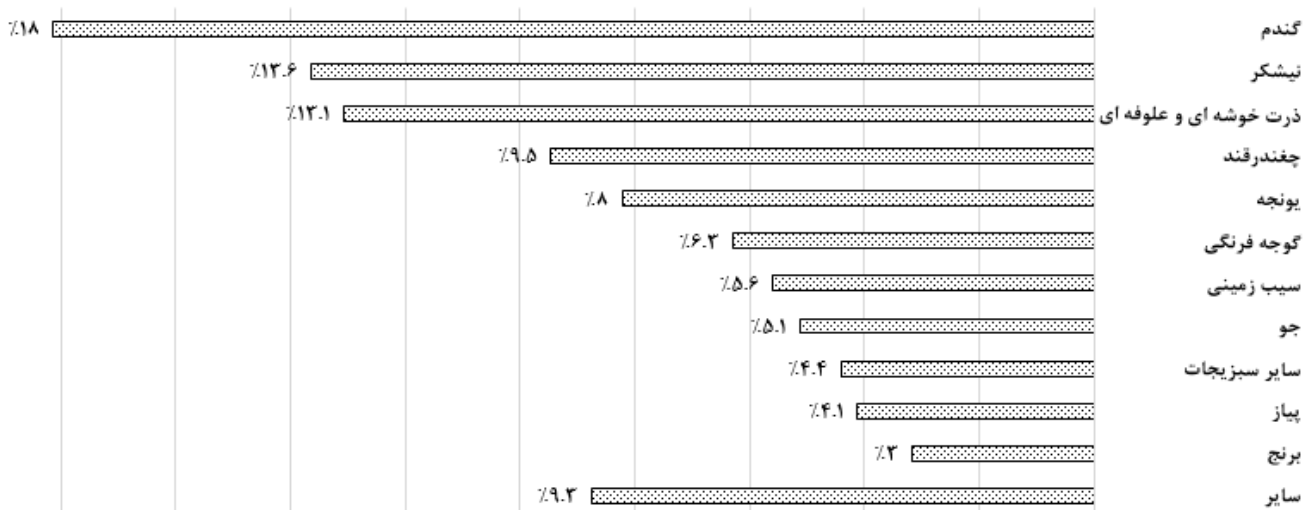 گندم ٪۱۸
نیشکر ٪۱۳.۶
ذرت خوشه ای و علوفه ای ٪۱۳.۱
چغندرقند ٪۹.۵
یونجه ٪۸
گوجه فرنگی ٪۶.۳
سیب زمینی ٪۵.۶
جو ٪۵.۱
سایر سبزیجات ٪۴.۴
پیاز ٪۴.۱
برنج ٪۳
سایر ٪۹.۳